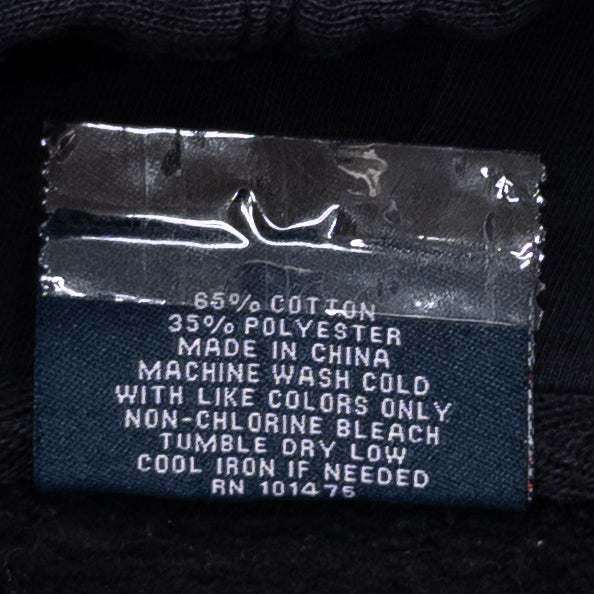 65% COTTON
35% POLYESTER
MADE IN CHINA
MACHINE WASH COLD
WITH LIKE COLORS ONLY
NON-CHLORINE BLEACH
TUMBLE DRY LOW
COOL IRON IF NEEDED
RN 101475